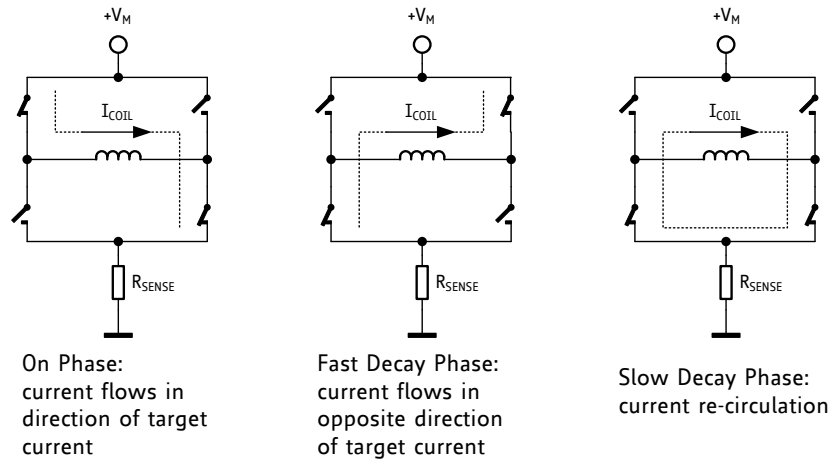 +VM
+VM
+VM
ICOIL
ICOIL
ICOIL
RSENSE
RSENSE
RSENSE
On Phase:
current flows in
direction of target
current
Fast Decay Phase:
current flows in
opposite direction
of target current
Slow Decay Phase:
current re-circulation